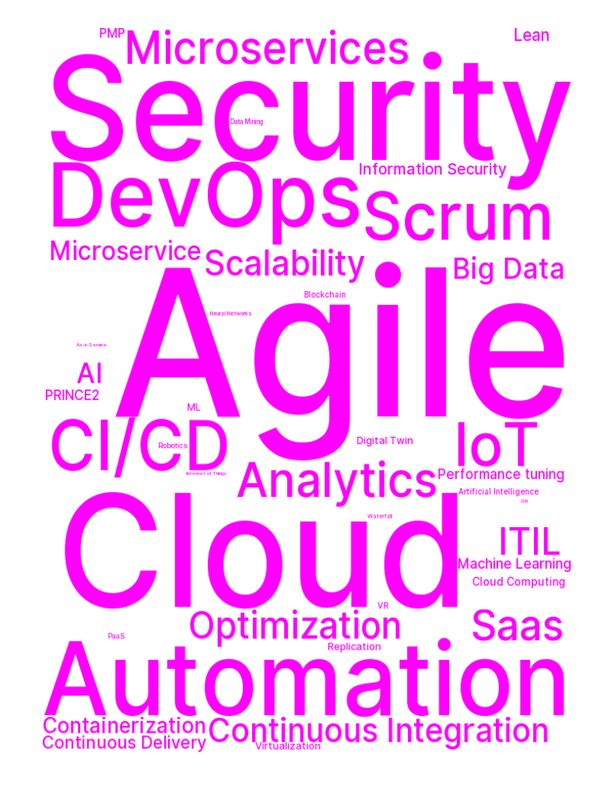 PMP
Microservices
Lean
Security
Data Mining
Information Security
DevOps
Scrum
Microservice
Scalability
Big Data
Agile
Blockchain
Neural Networks
AI
PRINCE2
ML
CI/CD
Robotics
Digital Twin
IoT
Internet of Things
Analytics
Performance tuning
Artificial Intelligence
Cloud
Waterfall
ITIL
Machine Learning
Cloud Computing
VR
Optimization
Saas
PaaS
Replication
Automation
Containerization
Continuous Integration
Continuous Delivery
Virtualization